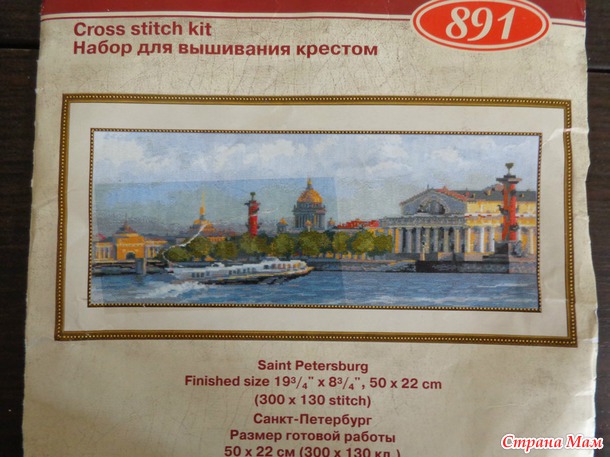 891
Cross stitch kit
Набор для вышивания крестом
Saint Petersburg
Finished size 19³/₄" x 8³/₄", 50 x 22 cm
(300 x 130 stitch)
Санкт-Петербург
Размер готовой работы
50 x 22 см (300 x 130 кл.)
Страна Мам